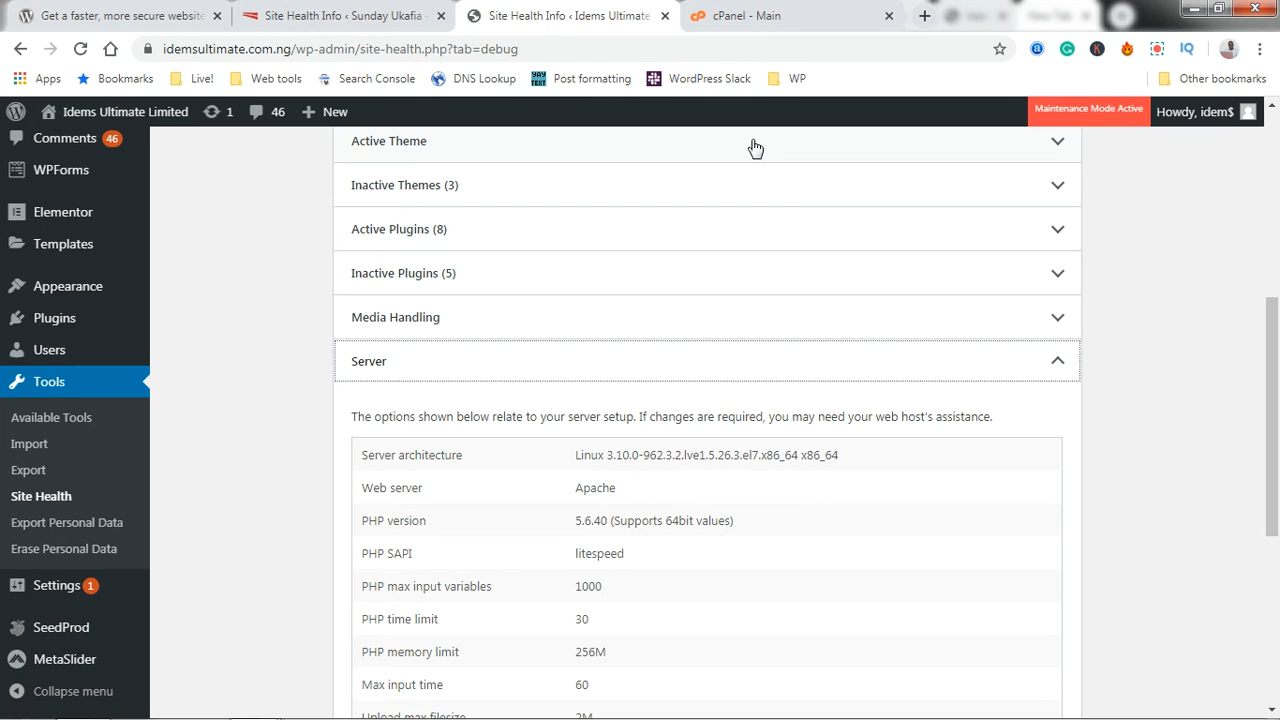 Get a faster, more secure website
Site Health Info ‹ Sunday Ukafia -
Site Health Info ‹ Idems Ultimate
cPanel - Main
idemsultimate.com.ng/wp-admin/site-health.php?tab=debug
Apps
Bookmarks
Live!
Web tools
Search Console
DNS Lookup
YAY TEXT
Post formatting
WordPress Slack
WP
Other bookmarks
Idems Ultimate Limited
1
46
New
Maintenance Mode Active
Howdy, idem$
Comments 46
WPForms
Elementor
Templates
Appearance
Plugins
Users
Tools
Available Tools
Import
Export
Site Health
Export Personal Data
Erase Personal Data
Settings 1
SeedProd
MetaSlider
Collapse menu
Active Theme
Inactive Themes (3)
Active Plugins (8)
Inactive Plugins (5)
Media Handling
Server
The options shown below relate to your server setup. If changes are required, you may need your web host's assistance.
Server architecture Linux 3.10.0-962.3.2.lve1.5.26.3.el7.x86_64 x86_64
Web server Apache
PHP version 5.6.40 (Supports 64bit values)
PHP SAPI litespeed
PHP max input variables 1000
PHP time limit 30
PHP memory limit 256M
Max input time 60
Upload max filesize 2M